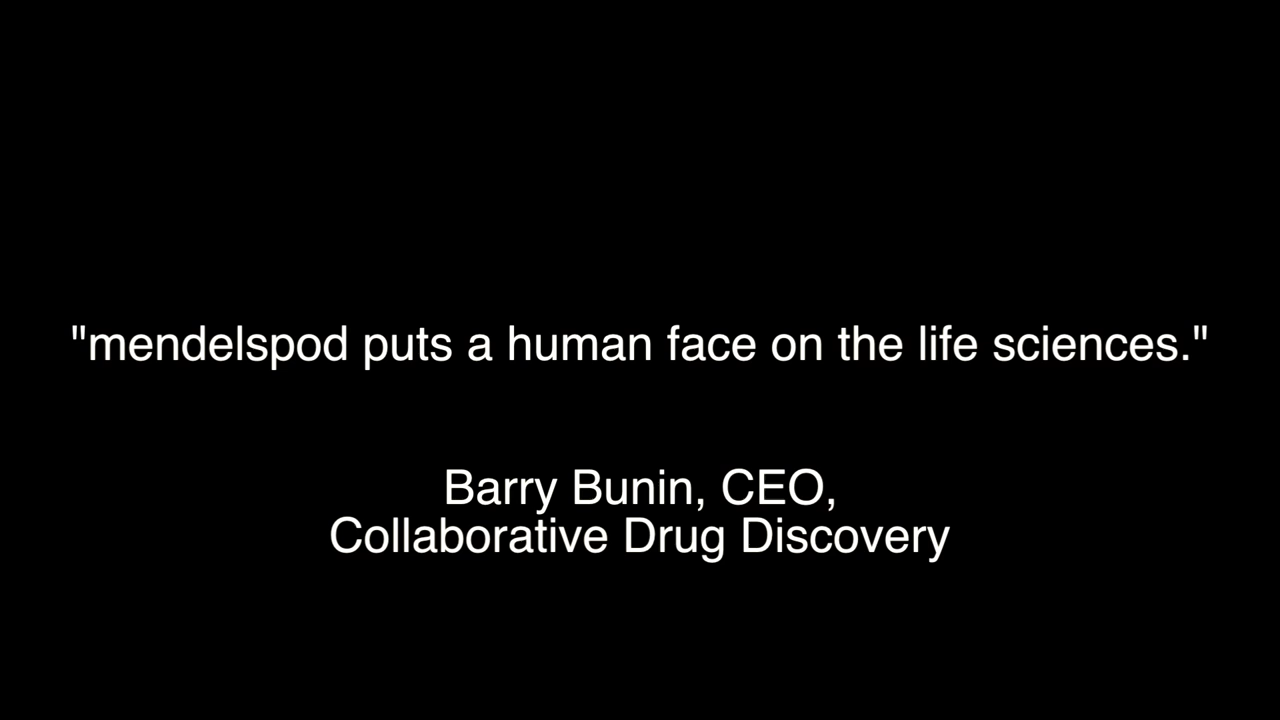 "mendelspod puts a human face on the life sciences."
Barry Bunin, CEO,
Collaborative Drug Discovery